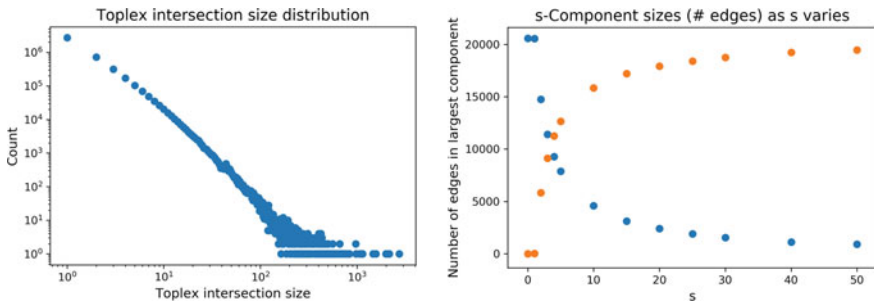 Toplex intersection size distribution
10^6
10^5
10^4
10^3
10^2
10^1
10^0
Count
10^0 10^1 10^2 10^3
Toplex intersection size
s-Component sizes (# edges) as s varies
20000
15000
10000
5000
0
Number of edges in largest component
0 10 20 30 40 50
s